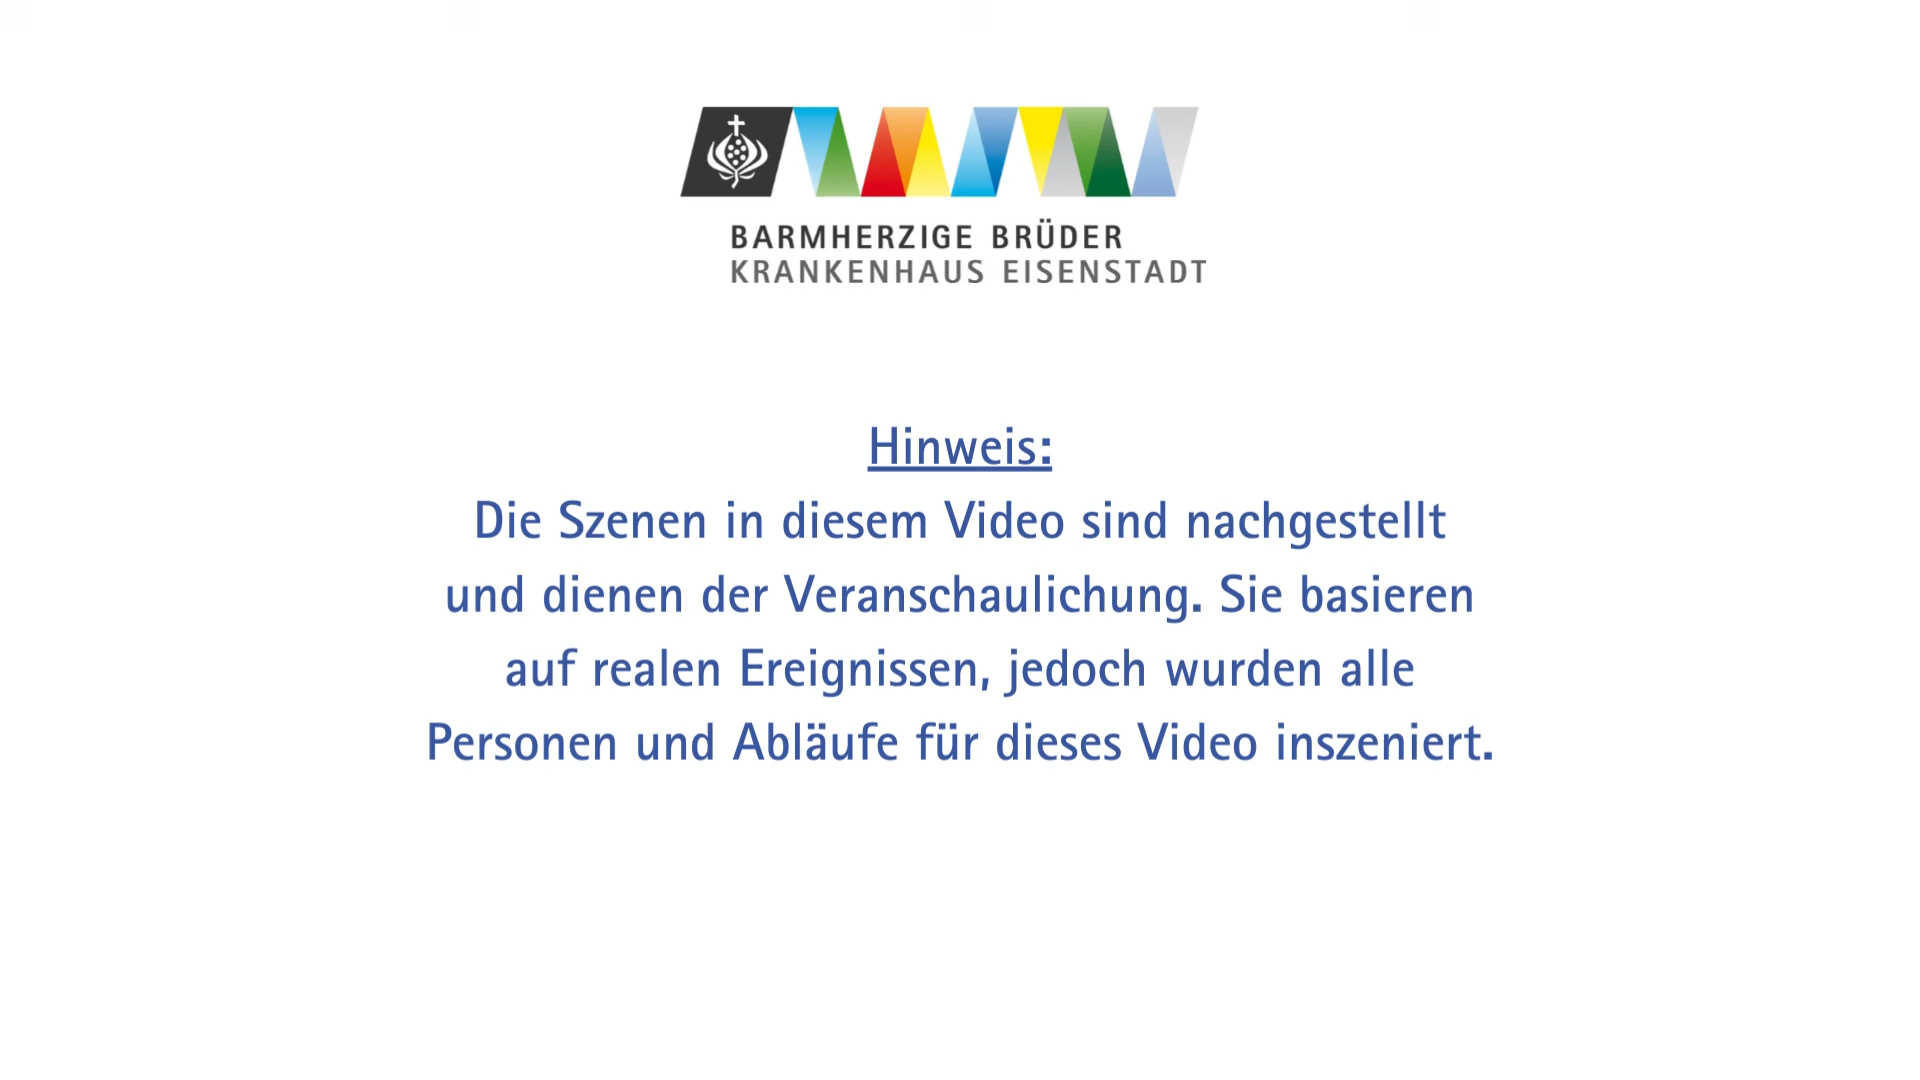 BARMHERZIGE BRÜDER
KRANKENHAUS EISENSTADT
Hinweis:
Die Szenen in diesem Video sind nachgestellt
und dienen der Veranschaulichung. Sie basieren
auf realen Ereignissen, jedoch wurden alle
Personen und Abläufe für dieses Video inszeniert.